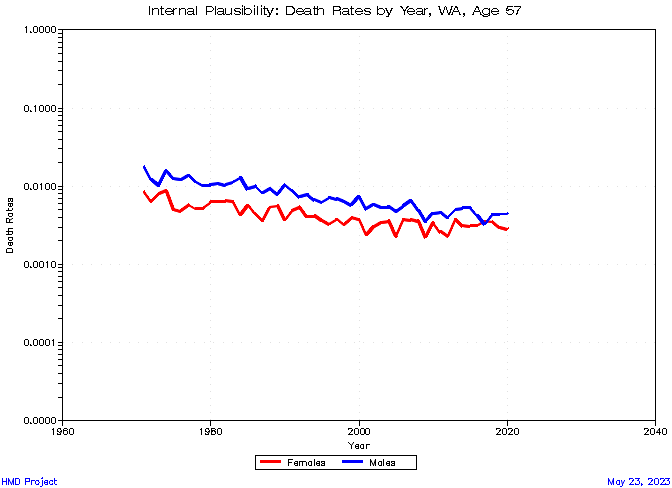 Internal Plausibility: Death Rates by Year, WA, Age 57
1.0000
0.1000
0.0100
0.0010
0.0001
0.0000
Death Rates
1960
1980
2000
2020
2040
Year
Females
Males
HMD Project
May 23, 2023